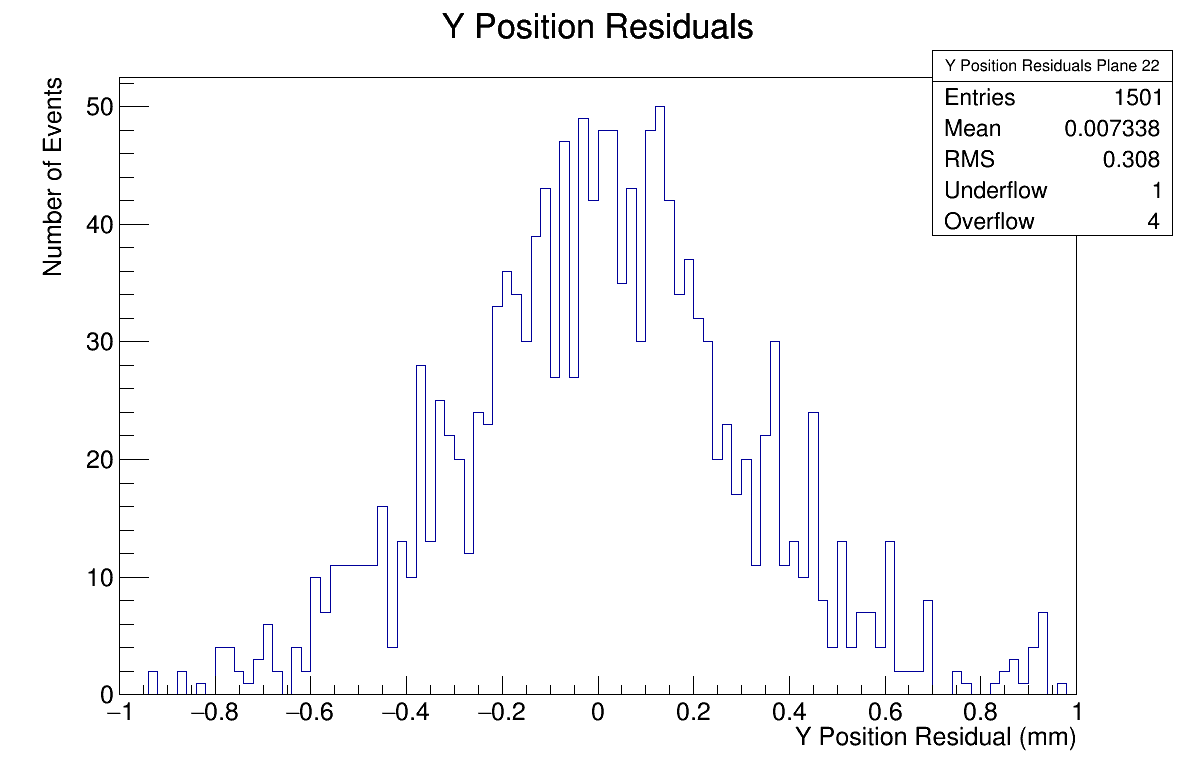 Y Position Residuals
Number of Events
Y Position Residuals Plane 22
Entries 1501
Mean 0.007338
RMS 0.308
Underflow 1
Overflow 4
50
40
30
20
10
0
−1 −0.8 −0.6 −0.4 −0.2 0 0.2 0.4 0.6 0.8 1
Y Position Residual (mm)